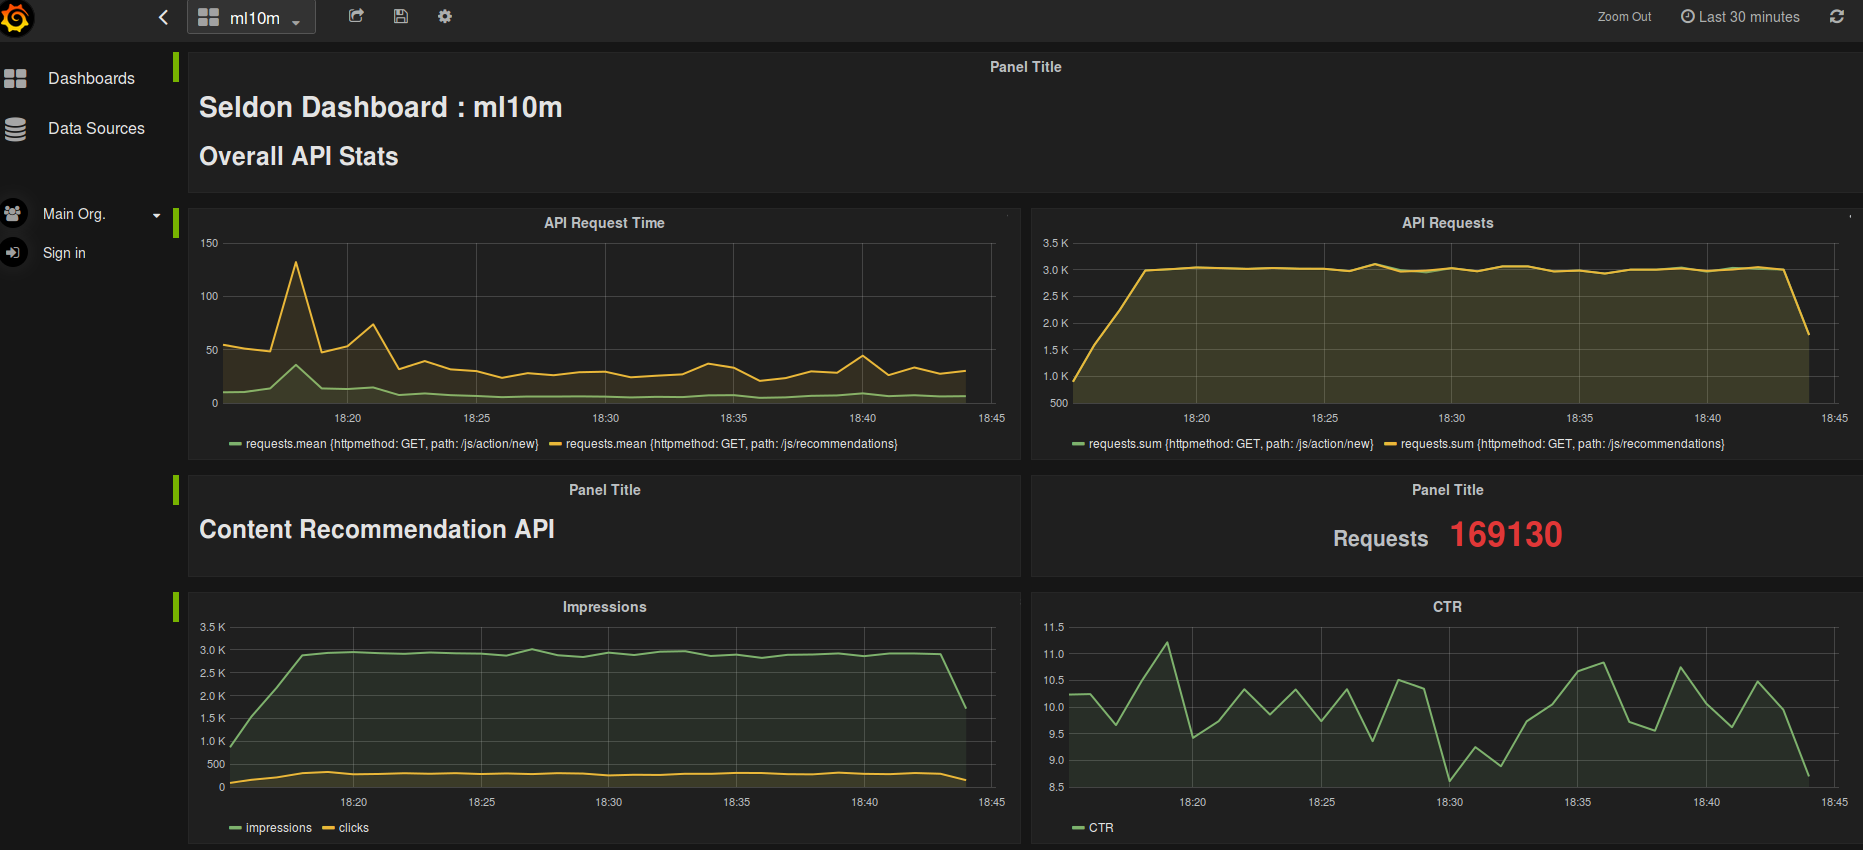 ml10m
Zoom Out
Last 30 minutes
Dashboards
Data Sources
Main Org.
Sign in
Panel Title
Seldon Dashboard : ml10m
Overall API Stats
API Request Time
150
100
50
0
18:20 18:25 18:30 18:35 18:40 18:45
requests.mean {httpmethod: GET, path: /js/action/new} requests.mean {httpmethod: GET, path: /js/recommendations}
API Requests
3.5 K
3.0 K
2.5 K
2.0 K
1.5 K
1.0 K
500
18:20 18:25 18:30 18:35 18:40 18:45
requests.sum {httpmethod: GET, path: /js/action/new} requests.sum {httpmethod: GET, path: /js/recommendations}
Panel Title
Content Recommendation API
Panel Title
Requests 169130
Impressions
3.5 K
3.0 K
2.5 K
2.0 K
1.5 K
1.0 K
500
0
18:20 18:25 18:30 18:35 18:40 18:45
impressions clicks
CTR
11.5
11.0
10.5
10.0
9.5
9.0
8.5
18:20 18:25 18:30 18:35 18:40 18:45
CTR